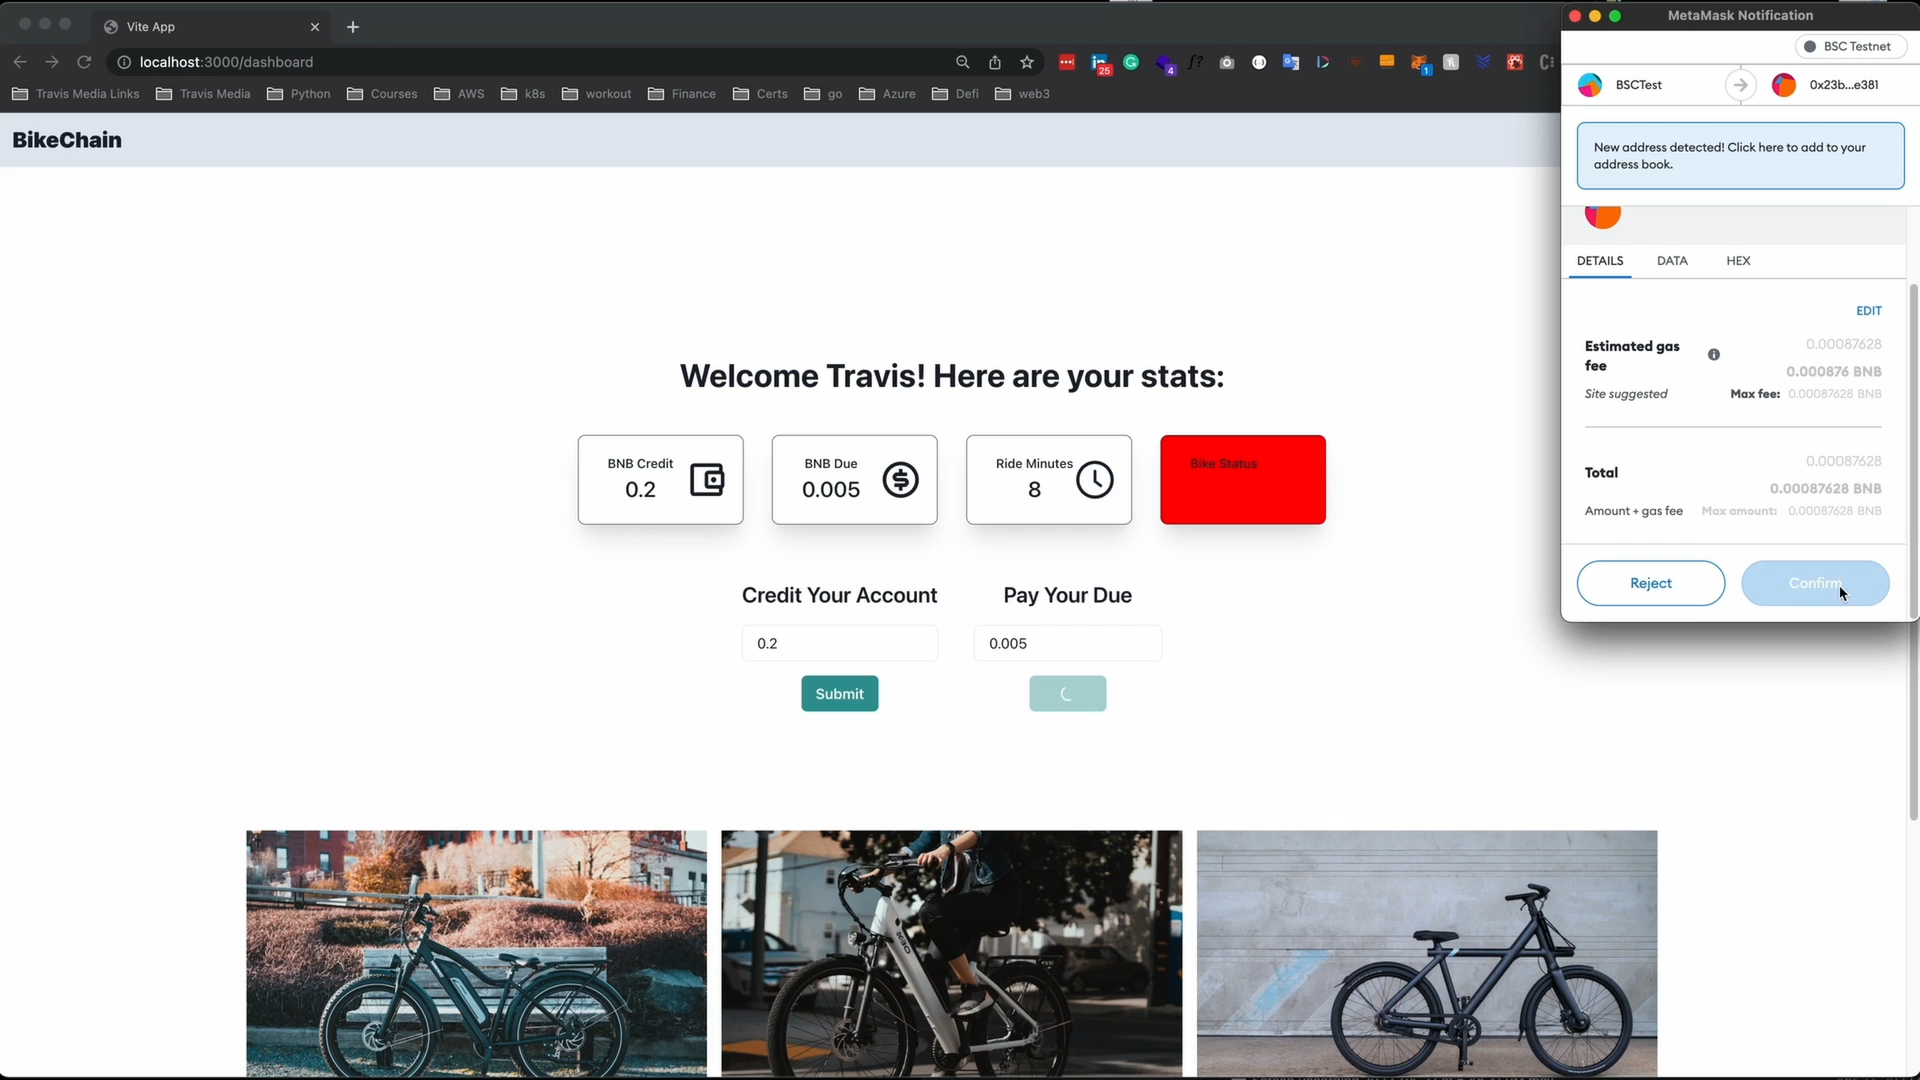 Vite App
localhost:3000/dashboard
25
4
f?
1
Travis Media Links
Travis Media
Python
Courses
AWS
k8s
workout
Finance
Certs
go
Azure
Defi
web3
BikeChain
Welcome Travis! Here are your stats:
BNB Credit
0.2
BNB Due
0.005
Ride Minutes
8
Bike Status
Credit Your Account
Pay Your Due
0.2
0.005
Submit
MetaMask Notification
BSC Testnet
BSCTest
0x23b...e381
New address detected! Click here to add to your
address book.
DETAILS
DATA
HEX
EDIT
Estimated gas
fee
0.00087628
0.000876 BNB
Site suggested
Max fee: 0.00087628 BNB
Total
0.00087628
0.00087628 BNB
Amount + gas fee
Max amount: 0.00087628 BNB
Reject
Confirm